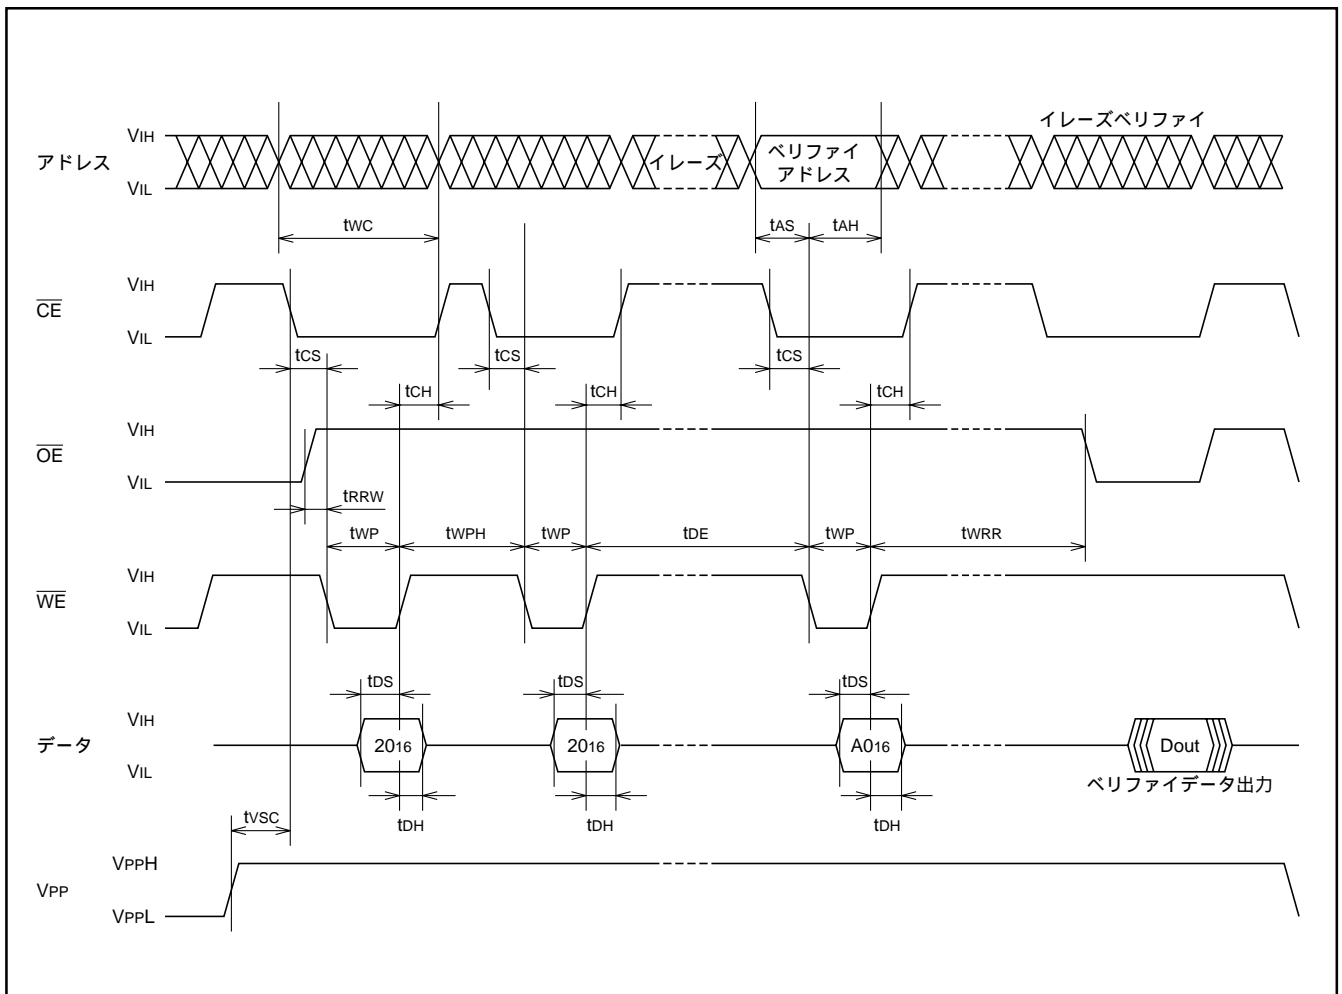 イレーズベリファイ
VIH
アドレス
イレーズ
ベリファイ
アドレス
VIL
tWC
tAS
tAH
VIH
CE
VIL
tCS
tCS
tCS
tCH
tCH
tCH
VIH
OE
VIL
tRRW
tWP
tWPH
tWP
tDE
tWP
tWRR
VIH
WE
VIL
tDS
tDS
tDS
VIH
データ
2016
2016
A016
Dout
VIL
ベリファイデータ出力
tDH
tDH
tDH
tVSC
VPPH
VPP
VPPL